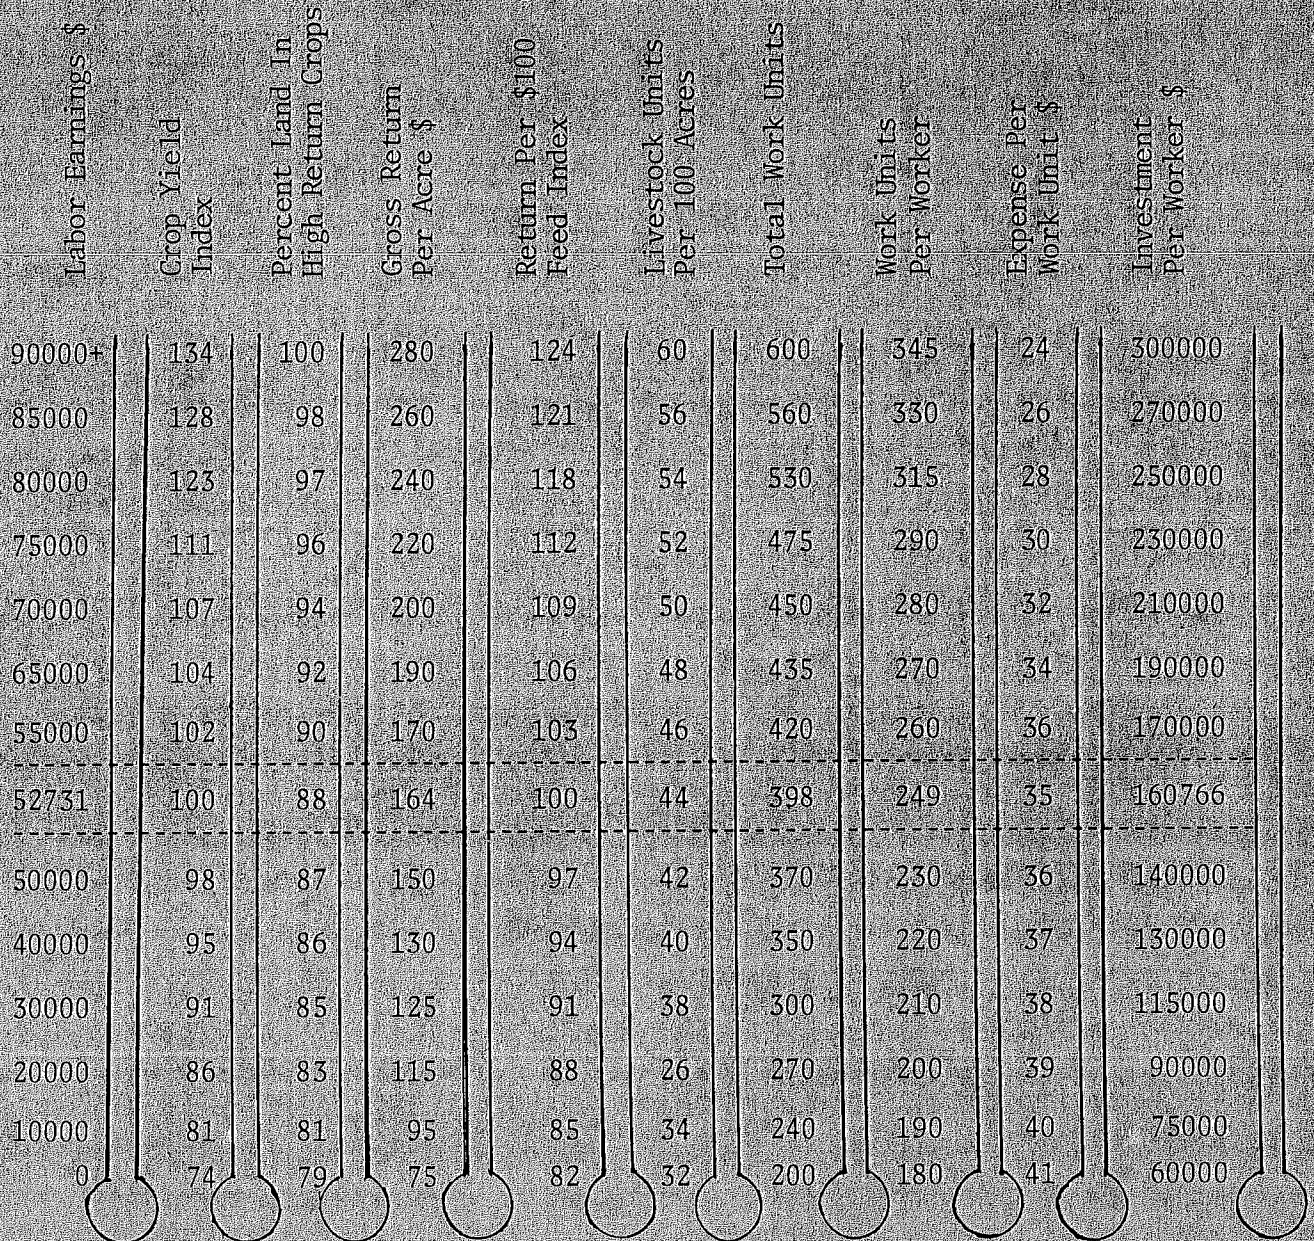 Labor Earnings $
Crop Yield
Index
Percent Land In
High Return Crops
Gross Return
Per Acre $
Return Per $100
Feed Index
Livestock Units
Per 100 Acres
Total Work Units
Work Units
Per Worker
Expense Per
Work Unit $
Investment
Per Worker $
90000+ 134 100 280 124 60 600 345 24 300000
85000 128 98 260 121 56 560 330 26 270000
80000 123 97 240 118 54 530 315 28 250000
75000 111 96 220 112 52 475 290 30 230000
70000 107 94 200 109 50 450 280 32 210000
65000 104 92 190 106 48 435 270 34 190000
55000 102 90 170 103 46 420 260 36 170000
52731 100 88 164 100 44 398 249 35 160766
50000 98 87 150 97 42 370 230 36 140000
40000 95 86 130 94 40 350 220 37 130000
30000 91 85 125 91 38 300 210 38 115000
20000 86 83 115 88 26 270 200 39 90000
10000 81 81 95 85 34 240 190 40 75000
0 74 79 75 82 32 200 180 41 60000